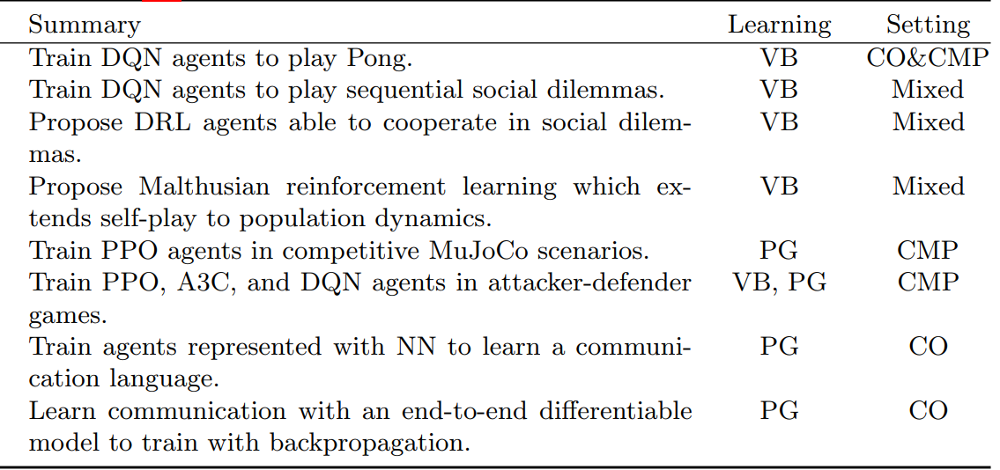 Summary Learning Setting
Train DQN agents to play Pong. VB CO&CMP
Train DQN agents to play sequential social dilemmas. VB Mixed
Propose DRL agents able to cooperate in social dilem- VB Mixed
mas.
Propose Malthusian reinforcement learning which ex- VB Mixed
tends self-play to population dynamics.
Train PPO agents in competitive MuJoCo scenarios. PG CMP
Train PPO, A3C, and DQN agents in attacker-defender VB, PG CMP
games.
Train agents represented with NN to learn a communi- PG CO
cation language.
Learn communication with an end-to-end differentiable PG CO
model to train with backpropagation.